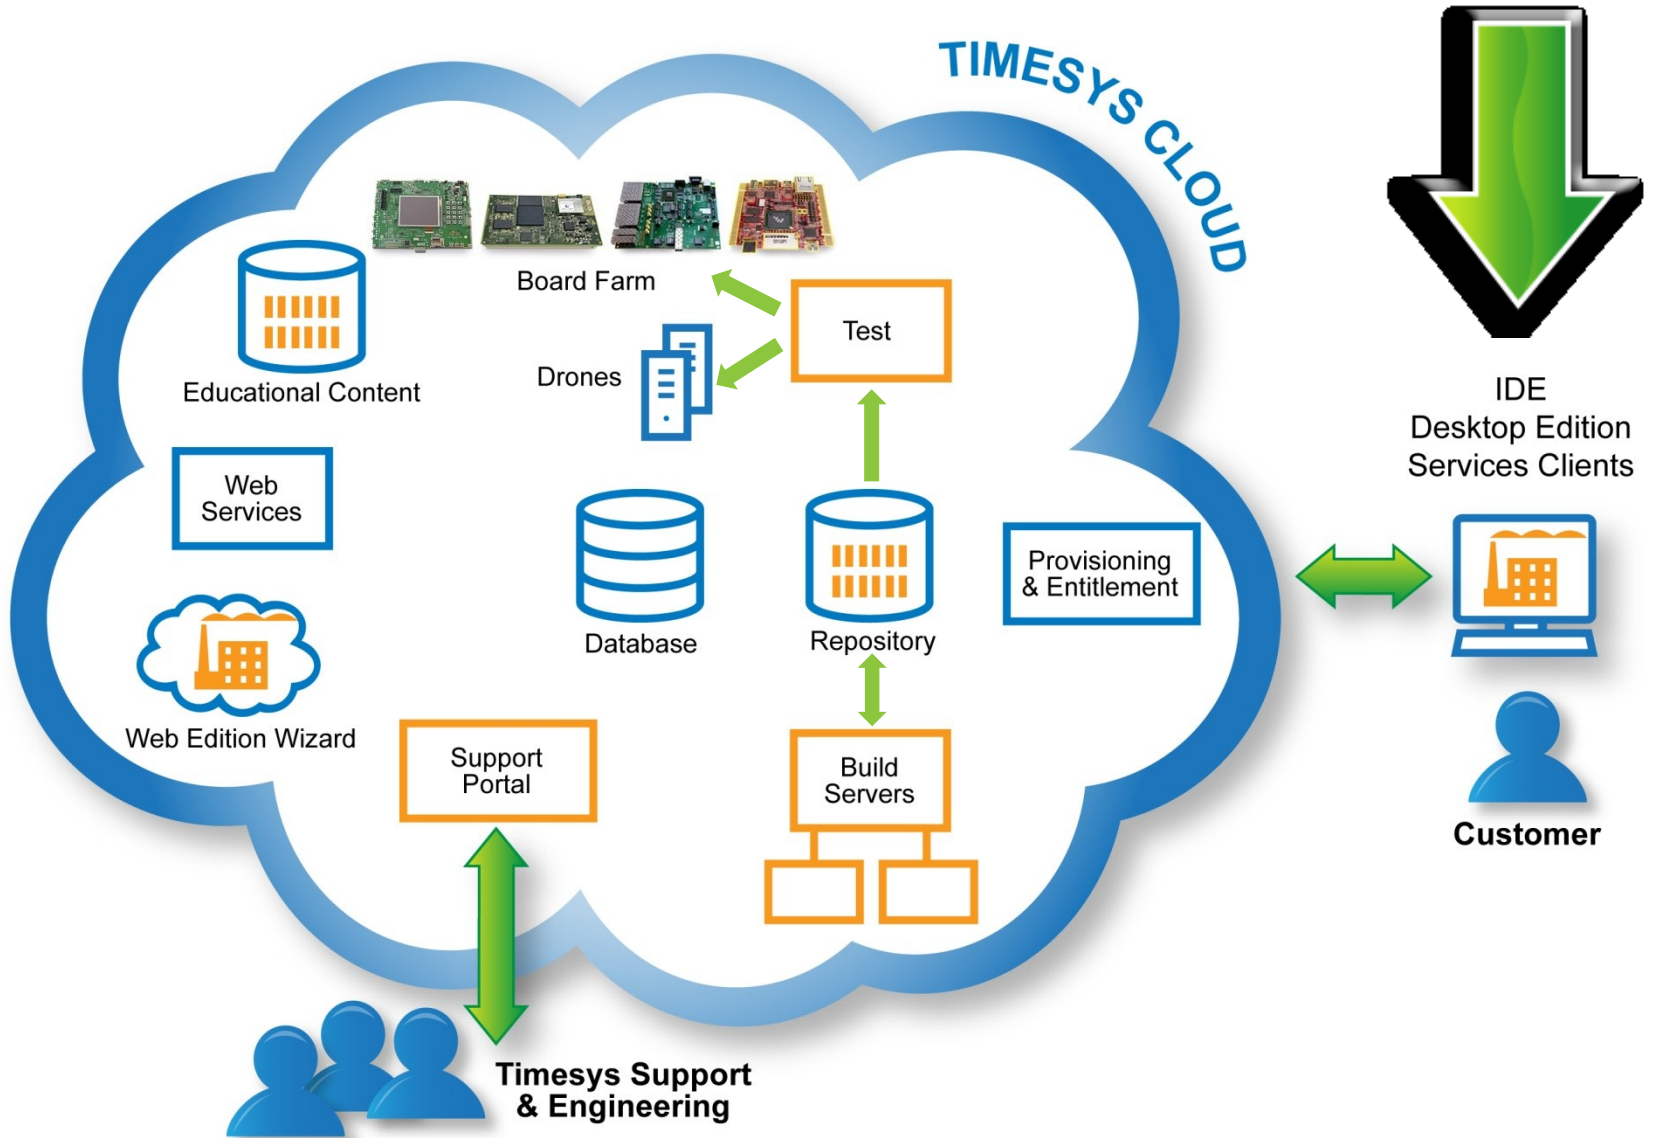 TIMESYS CLOUD
Board Farm
Test
Drones
Educational Content
IDE
Desktop Edition
Services Clients
Web
Services
Provisioning
& Entitlement
Database
Repository
Web Edition Wizard
Support
Portal
Build
Servers
Customer
Timesys Support
& Engineering